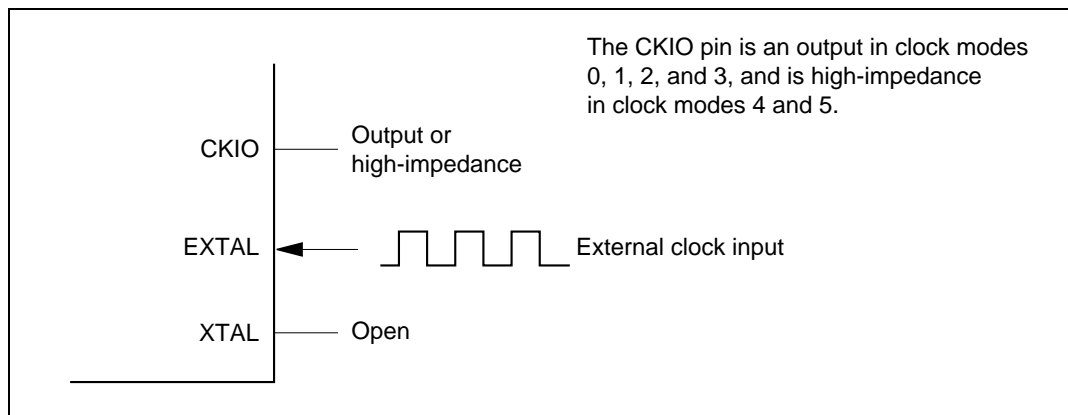 The CKIO pin is an output in clock modes
0, 1, 2, and 3, and is high-impedance
in clock modes 4 and 5.
CKIO
Output or
high-impedance
EXTAL
External clock input
XTAL
Open